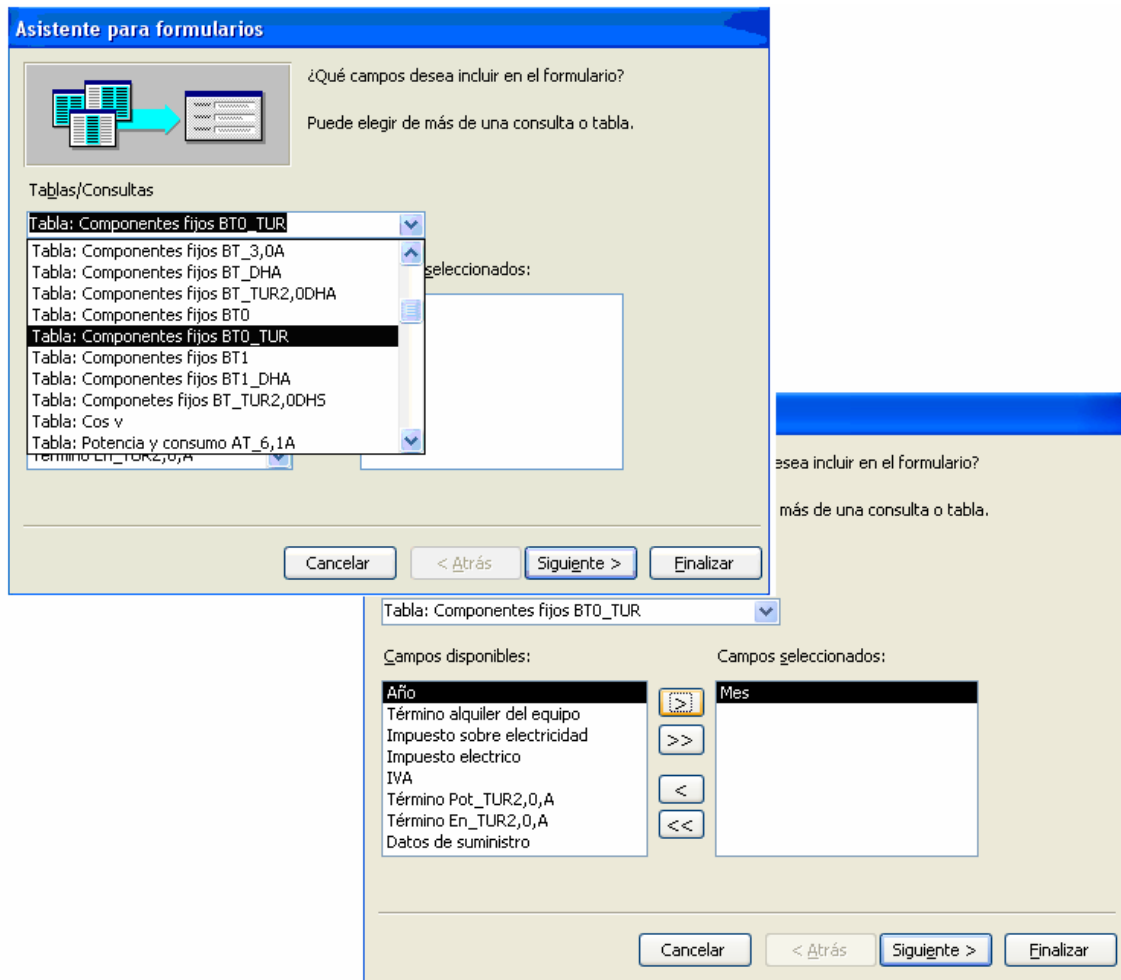 Asistente para formularios
¿Qué campos desea incluir en el formulario?
Puede elegir de más de una consulta o tabla.
Tablas/Consultas
Tabla: Componentes fijos BT0_TUR
Tabla: Componentes fijos BT_3,0A
Tabla: Componentes fijos BT_DHA
Tabla: Componentes fijos BT_TUR2,0DHA
Tabla: Componentes fijos BT0
Tabla: Componentes fijos BT0_TUR
Tabla: Componentes fijos BT1
Tabla: Componentes fijos BT1_DHA
Tabla: Componetes fijos BT_TUR2,0DHS
Tabla: Cos v
Tabla: Potencia y consumo AT_6,1A
seleccionados:
Término En_TUR2,0,A
Cancelar
< Atrás
Siguiente >
Finalizar
desea incluir en el formulario?
más de una consulta o tabla.
Tabla: Componentes fijos BT0_TUR
Campos disponibles:
Campos seleccionados:
Año
Término alquiler del equipo
Impuesto sobre electricidad
Impuesto electrico
IVA
Término Pot_TUR2,0,A
Término En_TUR2,0,A
Datos de suministro
>
>>
<
<<
Mes
Cancelar
< Atrás
Siguiente >
Finalizar